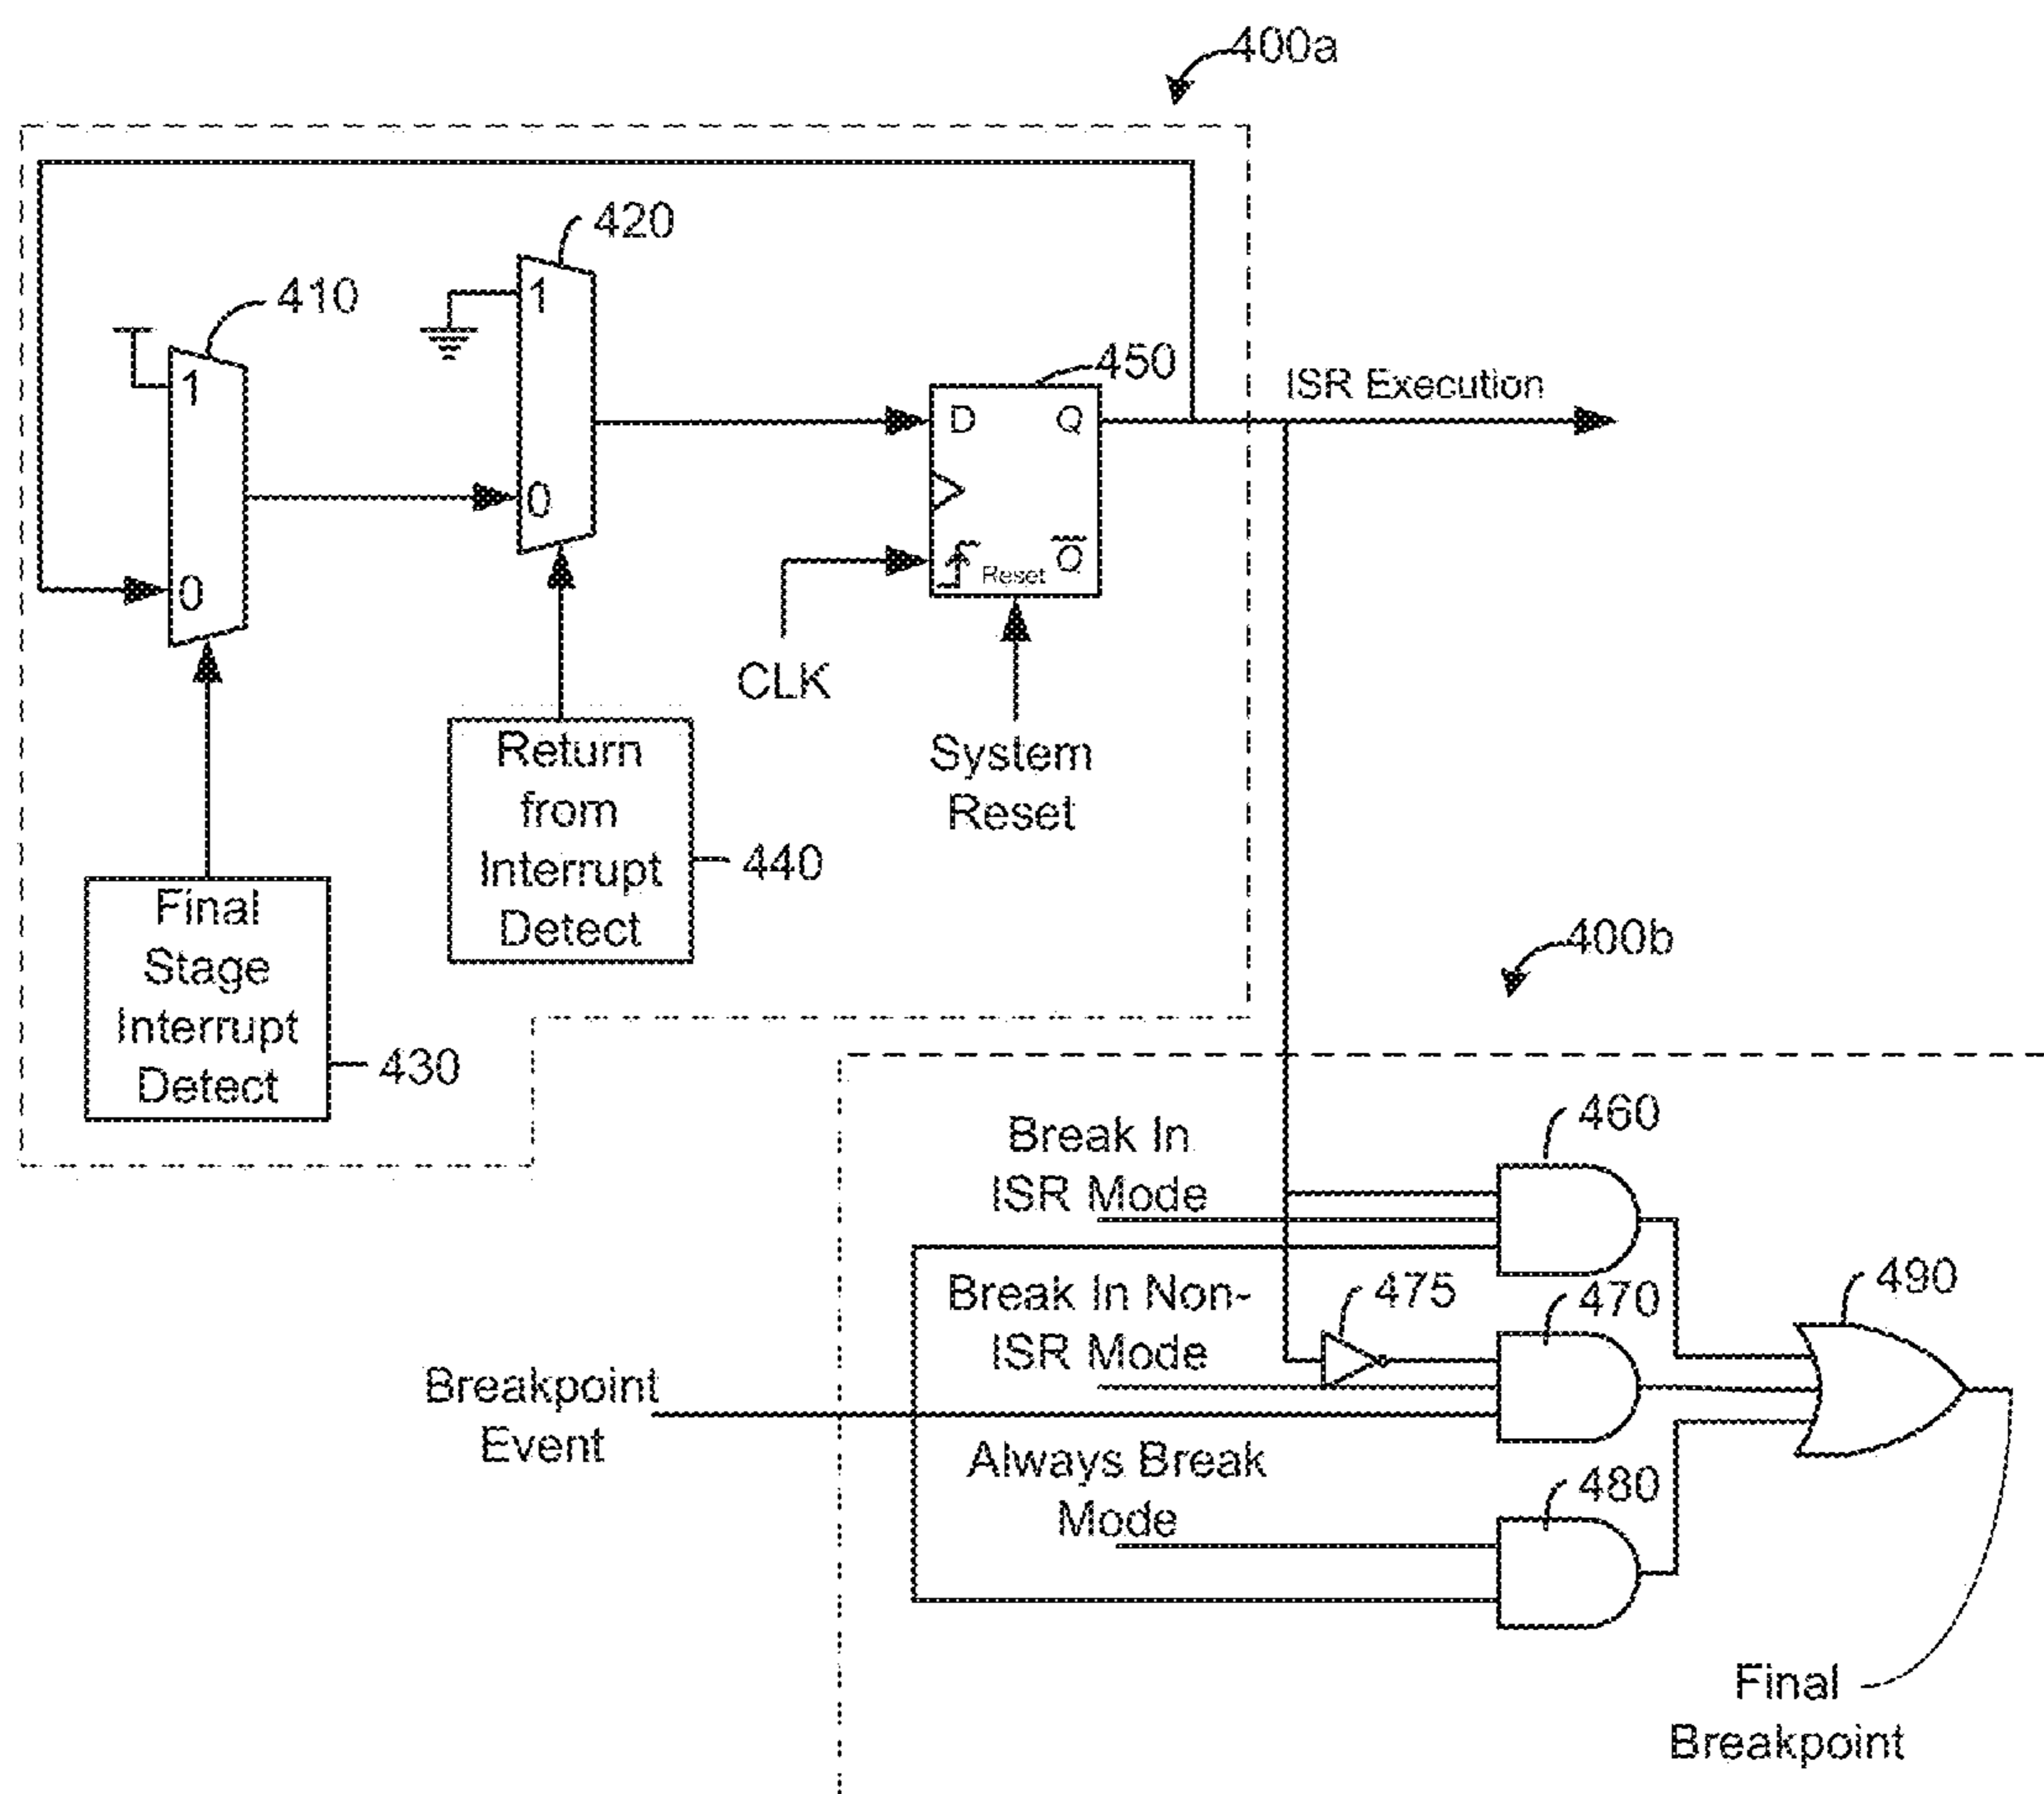 400a
420
410
1
1
450
ISR Execution
D
Q
0
0
Reset
Q̅
CLK
Return
from
Interrupt
Detect
440
System
Reset
Final
Stage
Interrupt
Detect
430
400b
460
Break In
ISR Mode
Break In Non-
ISR Mode
475
470
490
Breakpoint
Event
Always Break
Mode
480
Final
Breakpoint